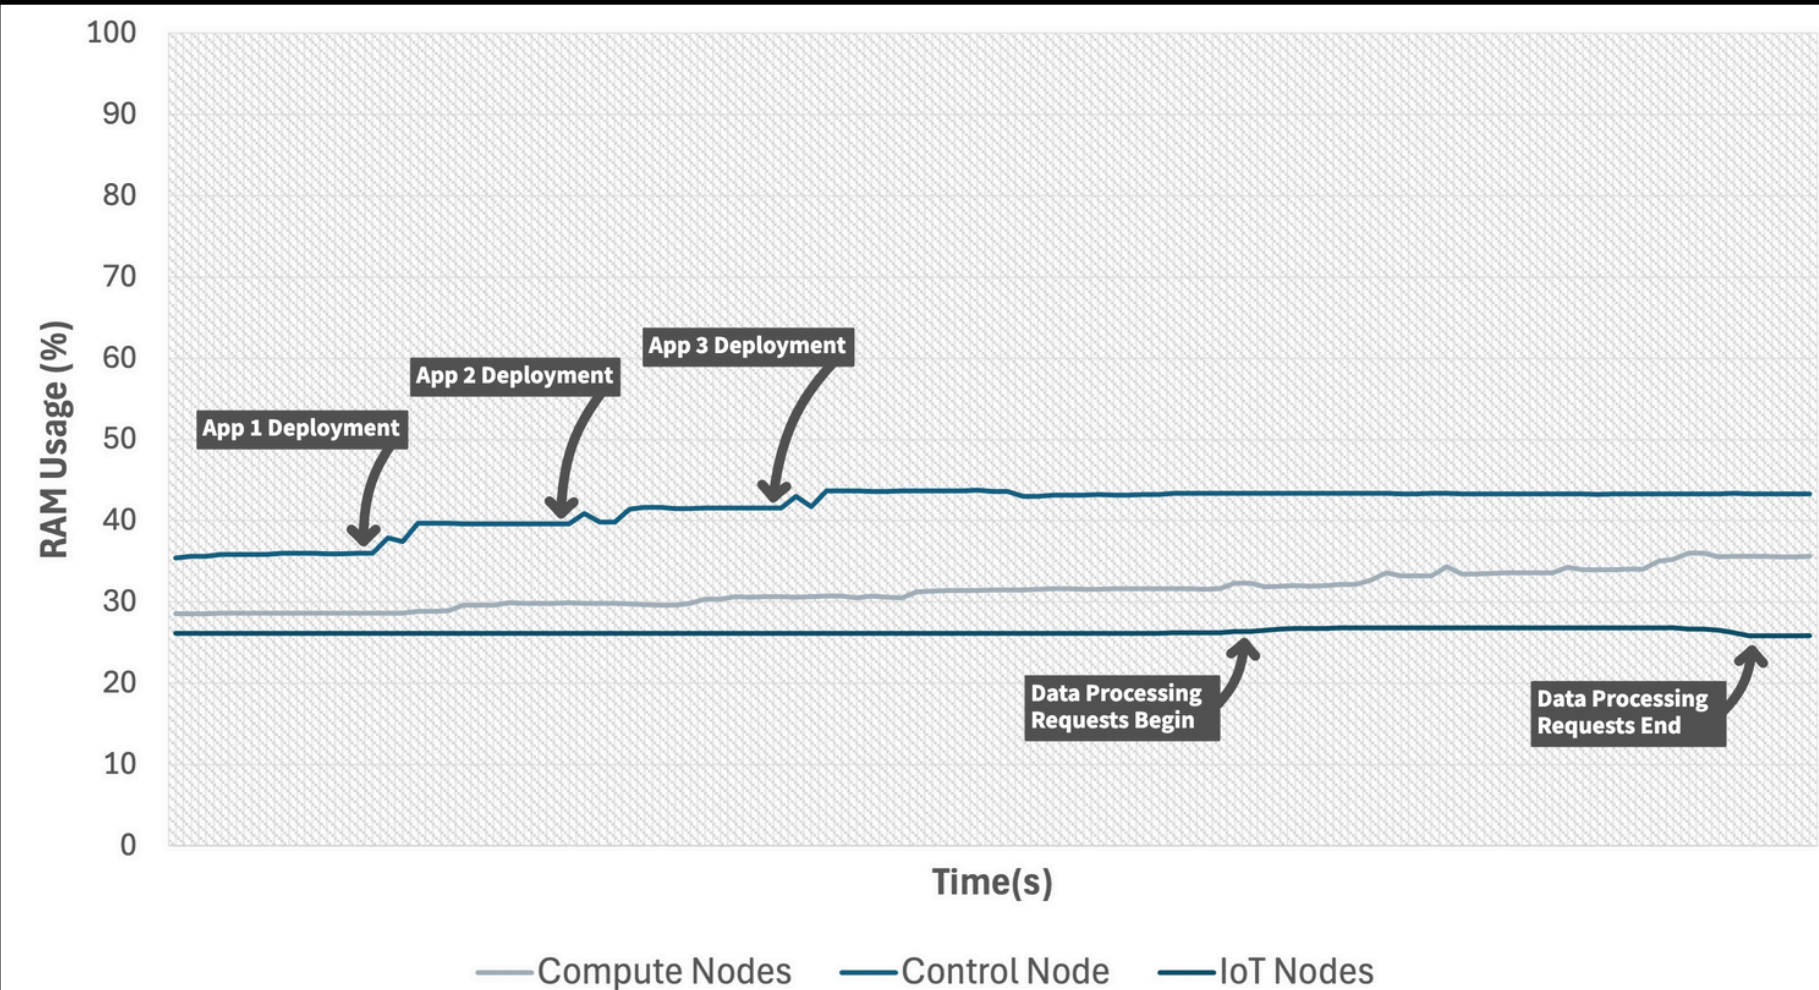 100
90
80
70
60
50
40
30
20
10
0
RAM Usage (%)
App 1 Deployment
App 2 Deployment
App 3 Deployment
Data Processing
Requests Begin
Data Processing
Requests End
Time(s)
Compute Nodes
Control Node
IoT Nodes